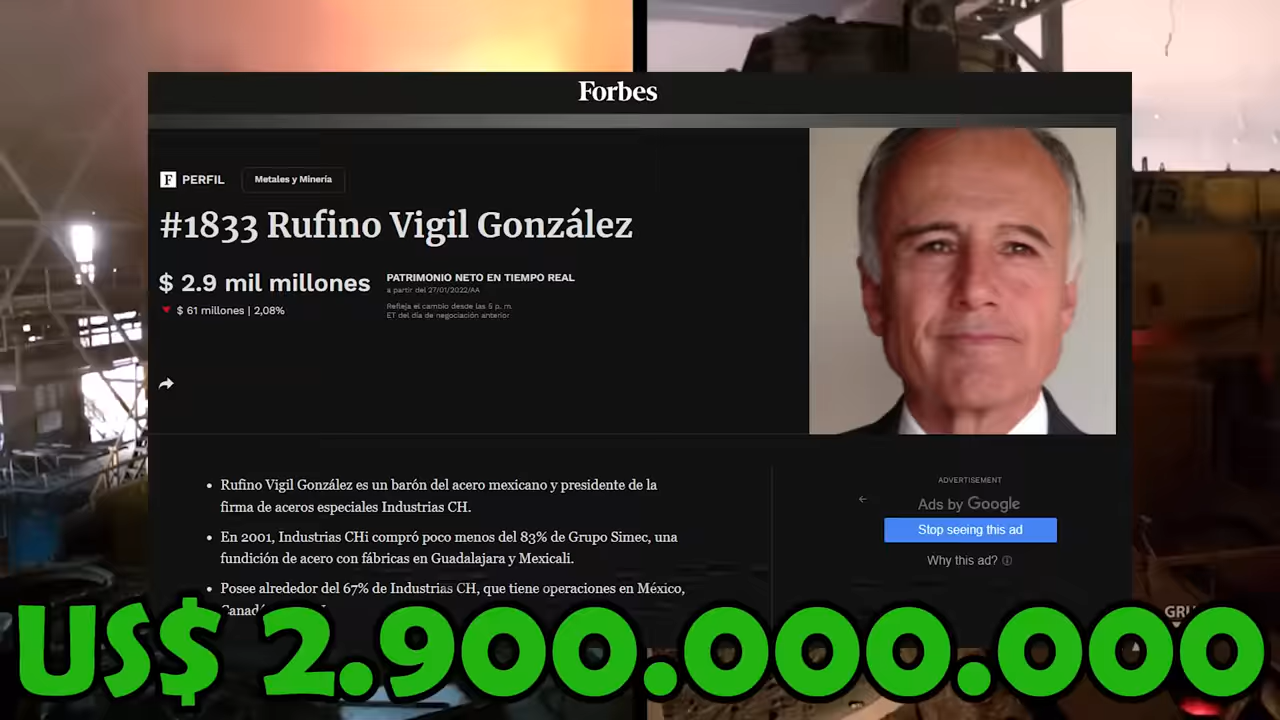 Forbes
F PERFIL
Metales y Minería
#1833 Rufino Vigil González
$ 2.9 mil millones
PATRIMONIO NETO EN TIEMPO REAL
a partir del 27/01/2022/AA
Refleja el cambio desde las 5 p. m.
ET del día de negociación anterior
$ 61 millones | 2,08%
• Rufino Vigil González es un barón del acero mexicano y presidente de la
firma de aceros especiales Industrias CH.
• En 2001, Industrias CHi compró poco menos del 83% de Grupo Simec, una
fundición de acero con fábricas en Guadalajara y Mexicali.
• Posee alrededor del 67% de Industrias CH, que tiene operaciones en México,
ADVERTISEMENT
Ads by Google
Stop seeing this ad
Why this ad?
US$ 2.900.000.000